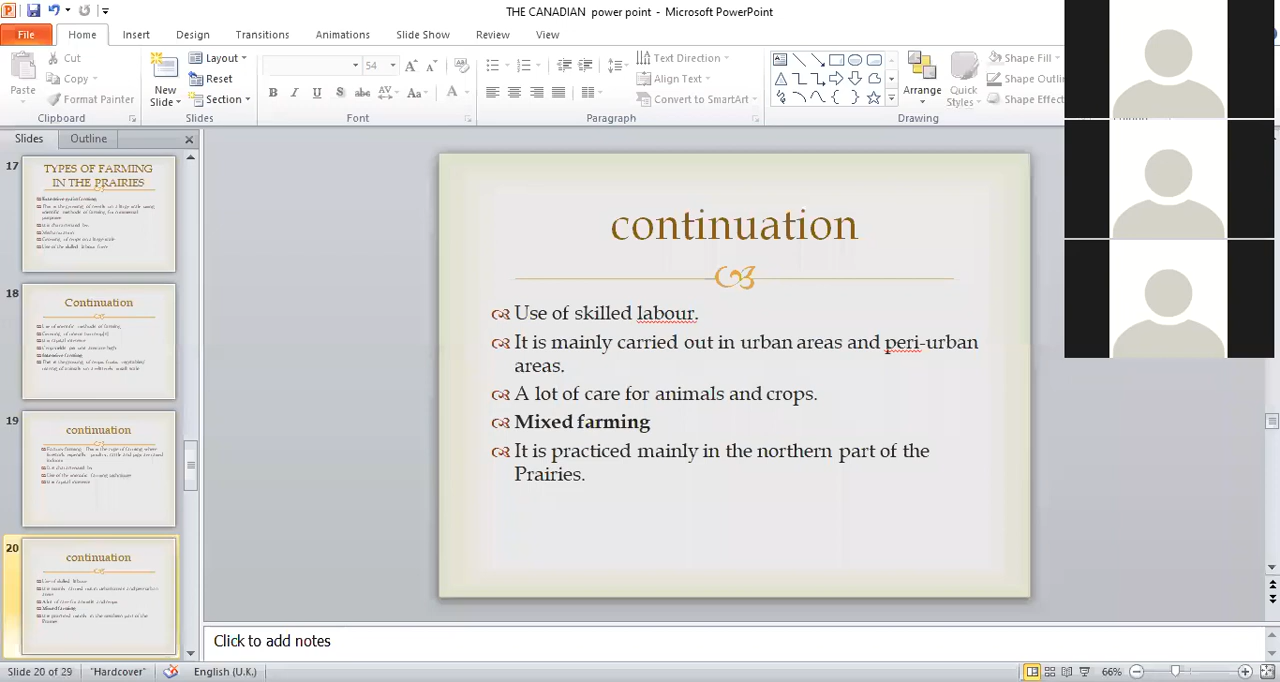 THE CANADIAN power point - Microsoft PowerPoint
File Home Insert Design Transitions Animations Slide Show Review View
Paste
Cut
Copy
Format Painter
Clipboard
New Slide
Layout
Reset
Section
Slides
54
Font
Text Direction
Align Text
Convert to SmartArt
Paragraph
Arrange
Quick Styles
Shape Fill
Shape Outli
Shape Effect
Drawing
Slides Outline
17
TYPES OF FARMING
IN THE PRAIRIES
18
Continuation
19
continuation
20
continuation
Mixed farming
continuation
Use of skilled labour.
It is mainly carried out in urban areas and peri-urban
areas.
A lot of care for animals and crops.
Mixed farming
It is practiced mainly in the northern part of the
Prairies.
Click to add notes
Slide 20 of 29 "Hardcover" English (U.K.) 66%